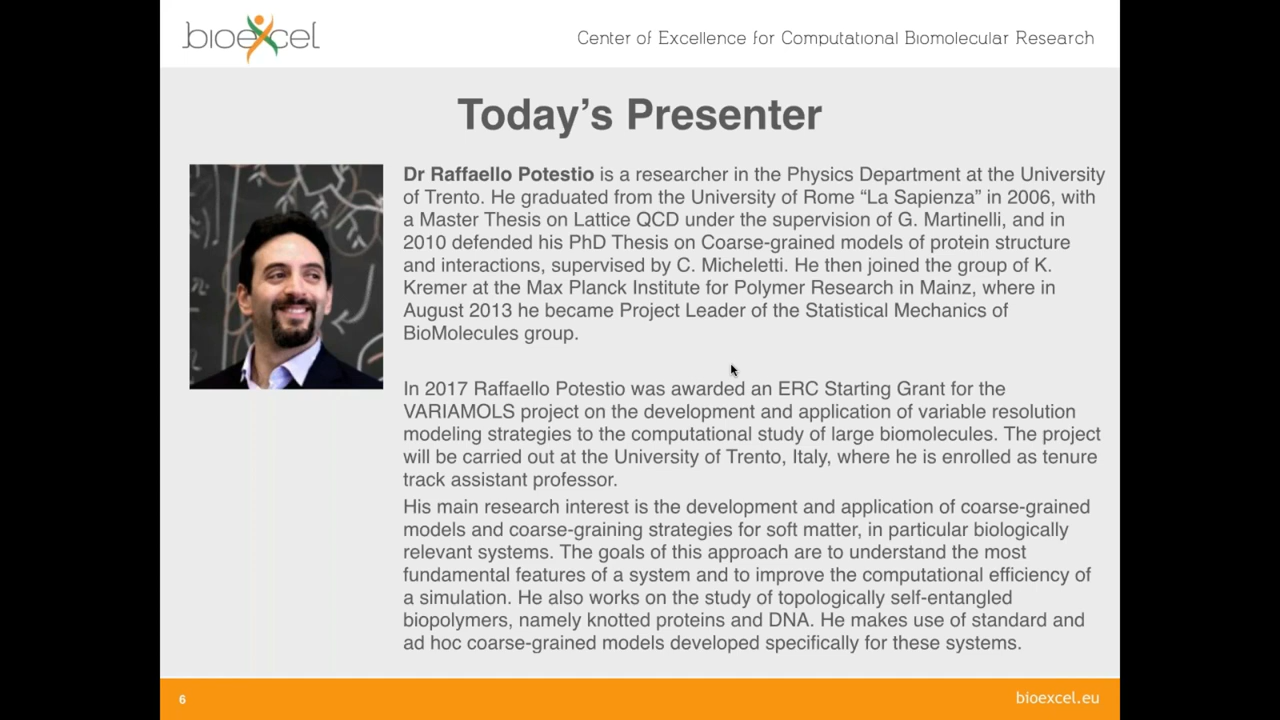 bioexcel
Center of Excellence for Computational Biomolecular Research
Today's Presenter
Dr Raffaello Potestio is a researcher in the Physics Department at the University
of Trento. He graduated from the University of Rome “La Sapienza” in 2006, with
a Master Thesis on Lattice QCD under the supervision of G. Martinelli, and in
2010 defended his PhD Thesis on Coarse-grained models of protein structure
and interactions, supervised by C. Micheletti. He then joined the group of K.
Kremer at the Max Planck Institute for Polymer Research in Mainz, where in
August 2013 he became Project Leader of the Statistical Mechanics of
BioMolecules group.
In 2017 Raffaello Potestio was awarded an ERC Starting Grant for the
VARIAMOLS project on the development and application of variable resolution
modeling strategies to the computational study of large biomolecules. The project
will be carried out at the University of Trento, Italy, where he is enrolled as tenure
track assistant professor.
His main research interest is the development and application of coarse-grained
models and coarse-graining strategies for soft matter, in particular biologically
relevant systems. The goals of this approach are to understand the most
fundamental features of a system and to improve the computational efficiency of
a simulation. He also works on the study of topologically self-entangled
biopolymers, namely knotted proteins and DNA. He makes use of standard and
ad hoc coarse-grained models developed specifically for these systems.
6
bioexcel.eu